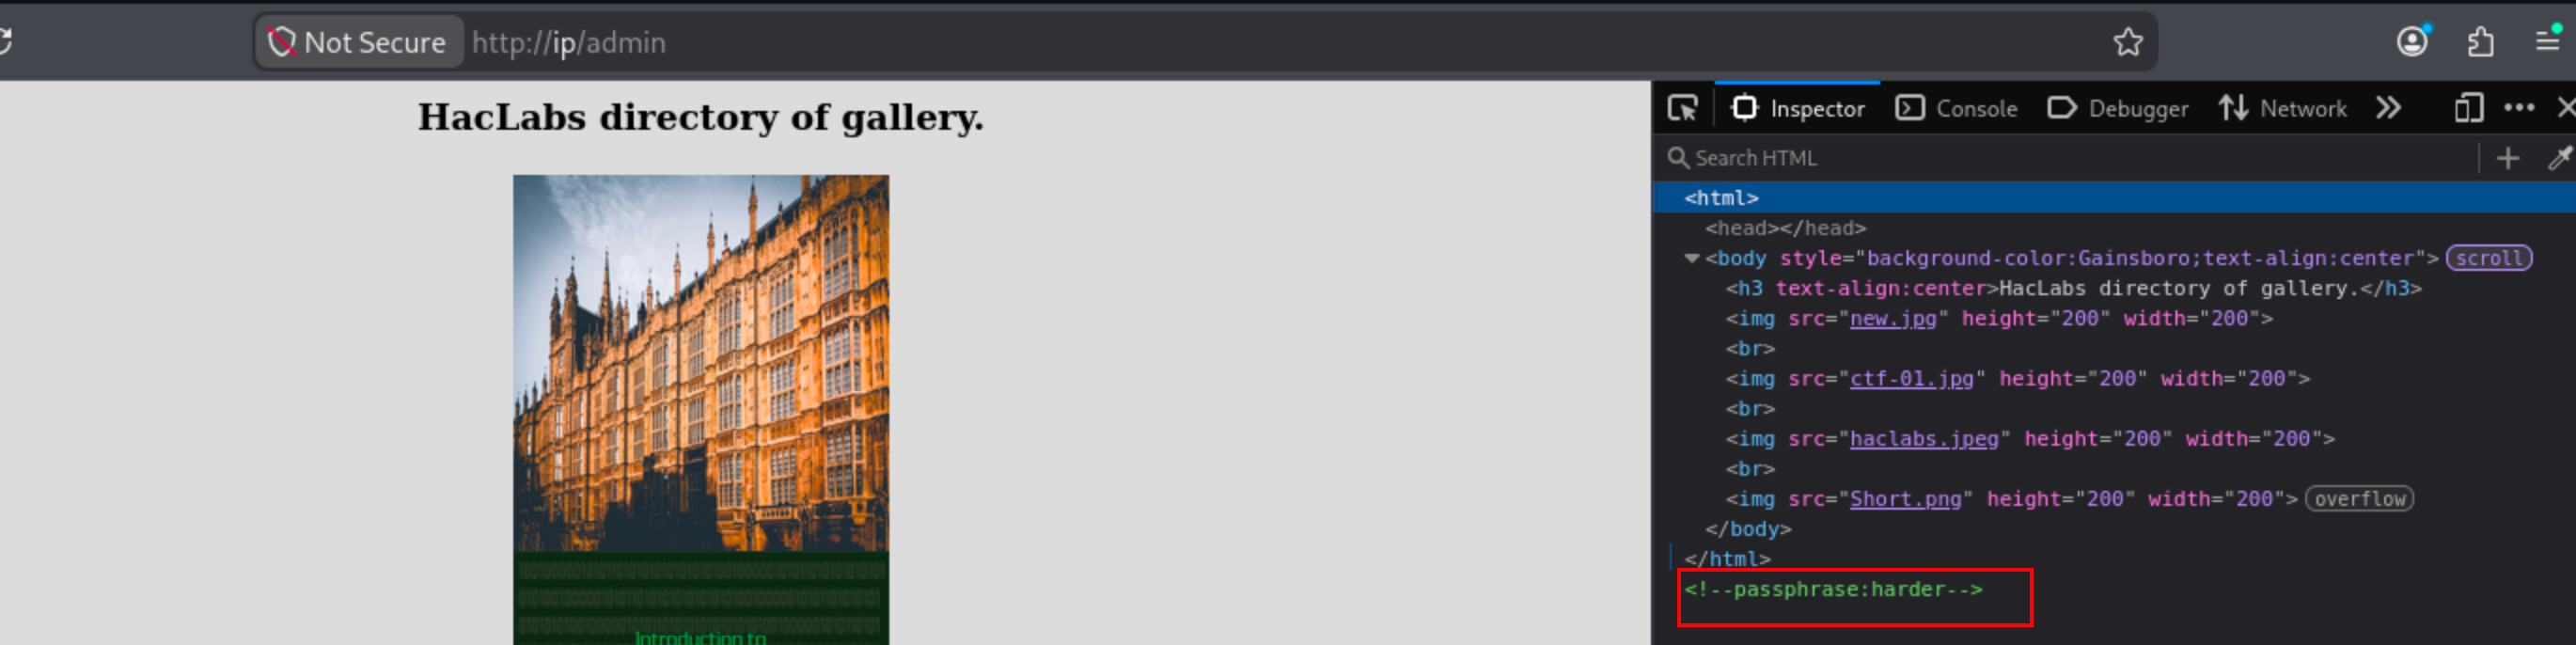 Not Secure http://ip/admin
HacLabs directory of gallery.
Introduction to
Inspector Console Debugger Network
Search HTML
<html>
<head></head>
<body style="background-color:Gainsboro;text-align:center"> scroll
<h3 text-align:center>HacLabs directory of gallery.</h3>
<img src="new.jpg" height="200" width="200">
<br>
<img src="ctf-01.jpg" height="200" width="200">
<br>
<img src="haclabs.jpeg" height="200" width="200">
<br>
<img src="Short.png" height="200" width="200"> overflow
</body>
</html>
<!--passphrase:harder-->